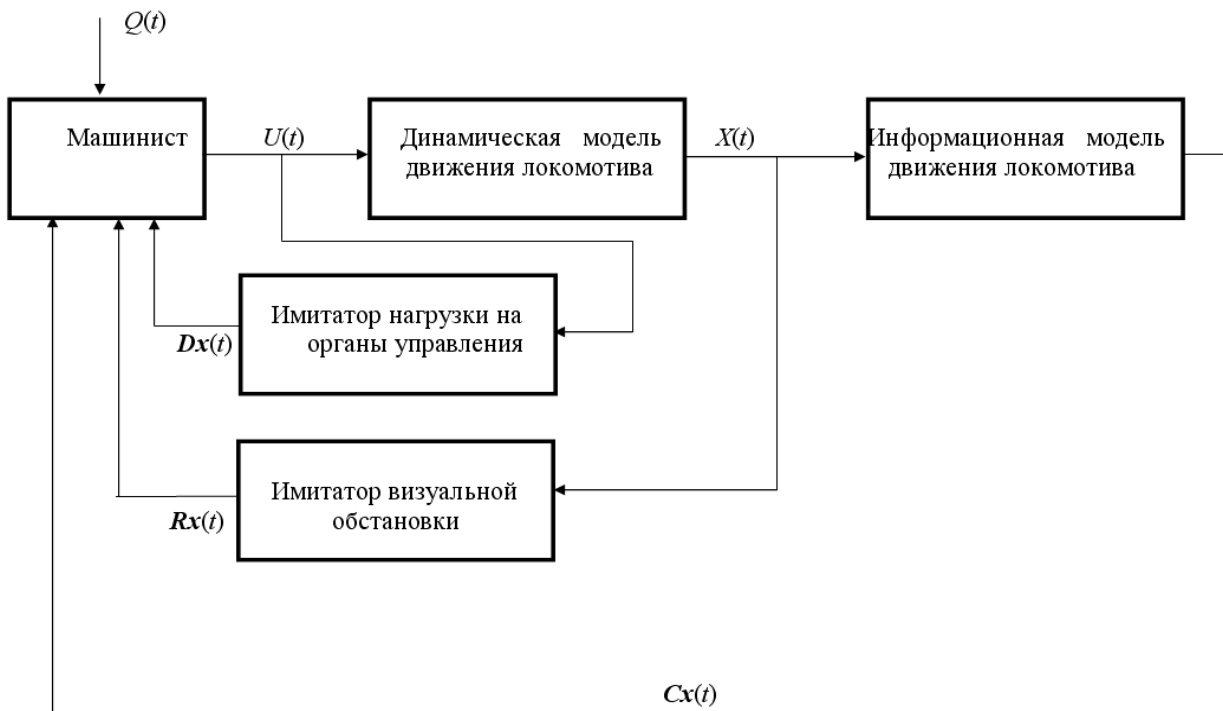 Q(t)
Машинист
U(t)
Динамическая модель
движения локомотива
X(t)
Информационная модель
движения локомотива
Имитатор нагрузки на
органы управления
Dx(t)
Имитатор визуальной
обстановки
Rx(t)
Cx(t)